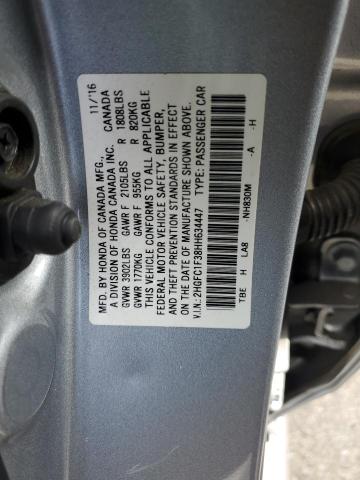 MFD. BY HONDA OF CANADA MFG., 11/'16
A DIVISION OF HONDA CANADA INC. CANADA
GVWR 3902LBS GAWR F 2105LBS R 1808LBS
GVWR 1770KG GAWR F 955KG R 820KG
THIS VEHICLE CONFORMS TO ALL APPLICABLE
FEDERAL MOTOR VEHICLE SAFETY, BUMPER,
AND THEFT PREVENTION STANDARDS IN EFFECT
ON THE DATE OF MANUFACTURE SHOWN ABOVE.
V.I.N.: 2HGFC1F38HH634447 TYPE: PASSENGER CAR
TBE H LA8 -NH830M -A -H